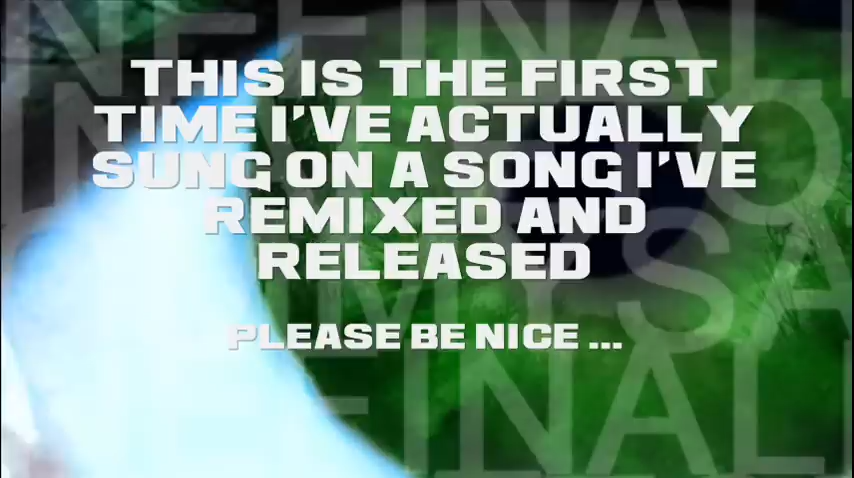 THIS IS THE FIRST
TIME I'VE ACTUALLY
SUNG ON A SONG I'VE
REMIXED AND
RELEASED
PLEASE BE NICE ...